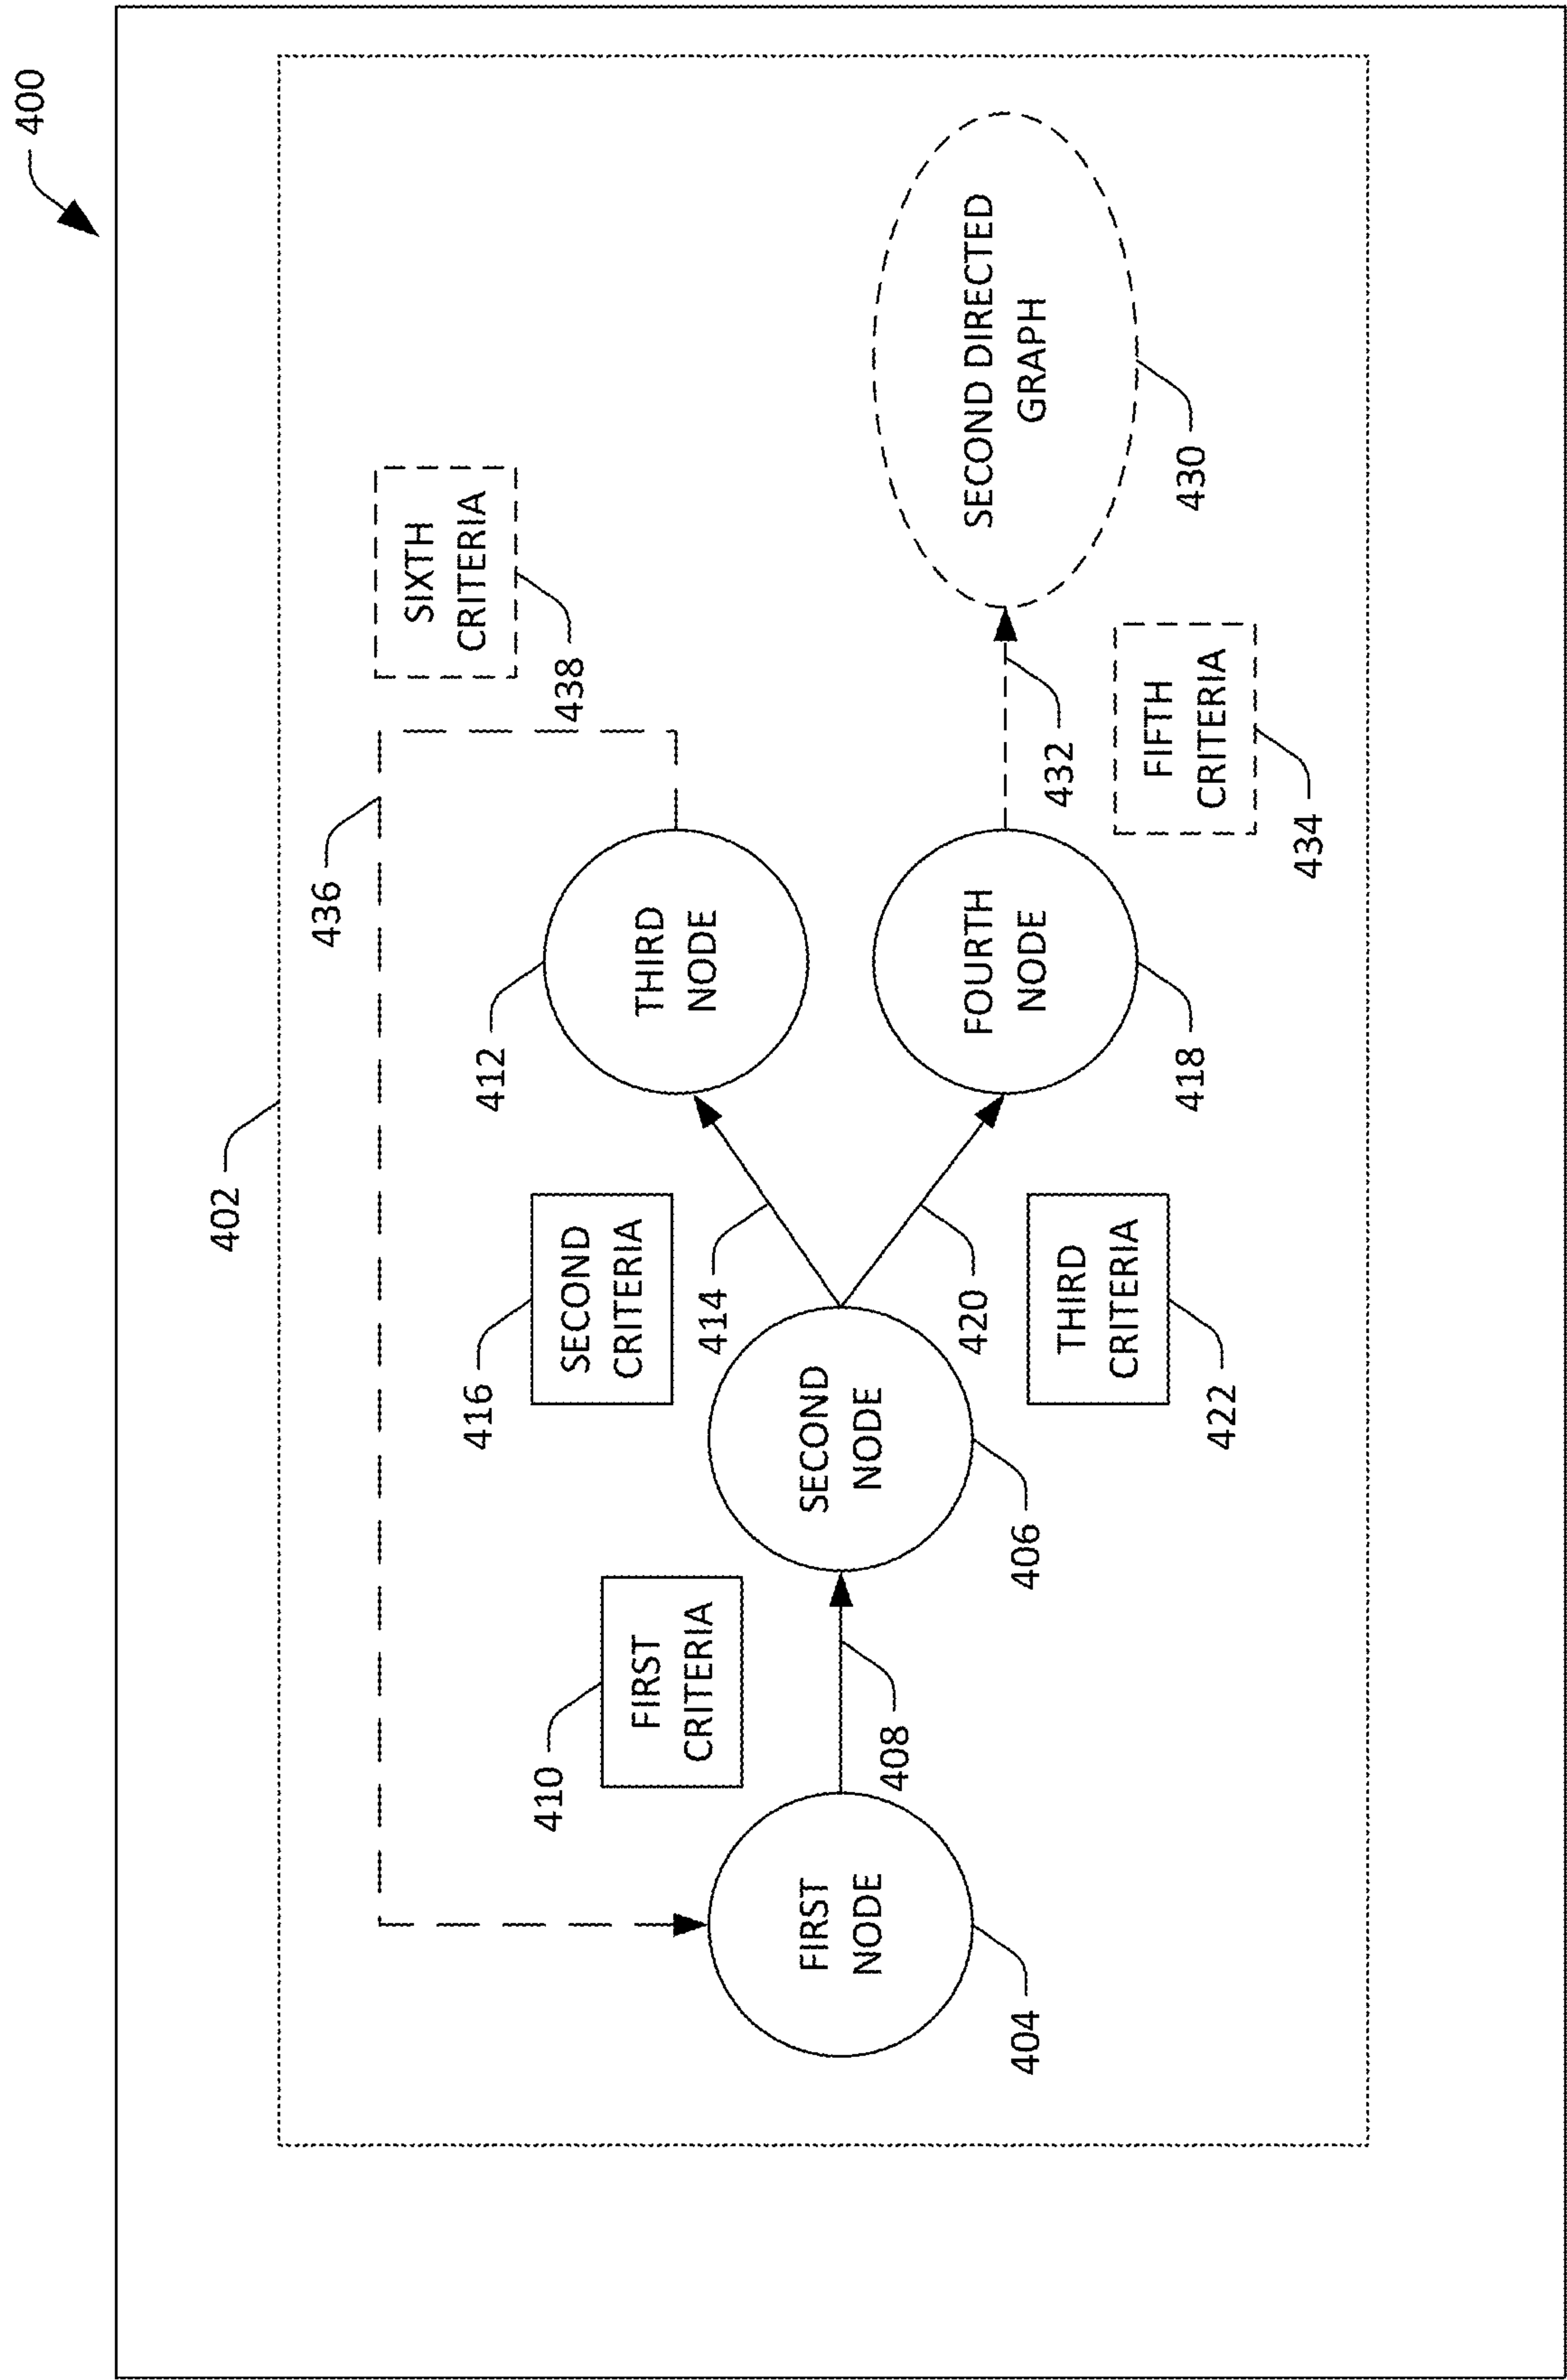 400
402
436
SIXTH
CRITERIA
438
412
THIRD
NODE
416
SECOND
CRITERIA
414
410
FIRST
CRITERIA
FIRST
NODE
404
408
SECOND
NODE
406
420
THIRD
CRITERIA
422
FOURTH
NODE
418
432
FIFTH
CRITERIA
434
SECOND DIRECTED
GRAPH
430